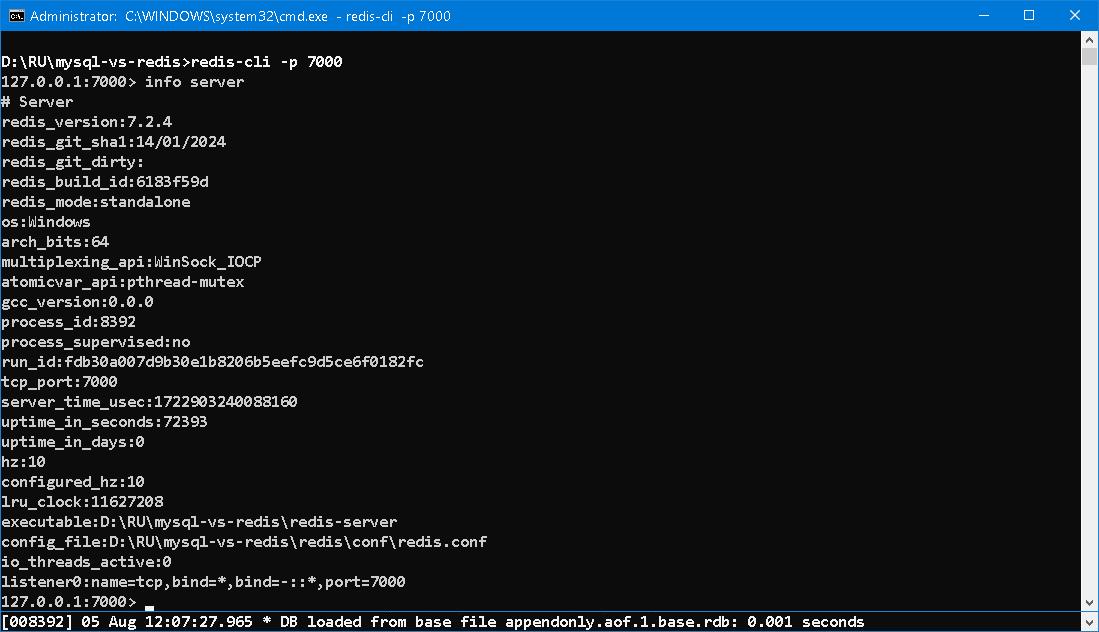 Administrator: C:\WINDOWS\system32\cmd.exe - redis-cli -p 7000
D:\RU\mysql-vs-redis>redis-cli -p 7000
127.0.0.1:7000> info server
# Server
redis_version:7.2.4
redis_git_sha1:14/01/2024
redis_git_dirty:
redis_build_id:6183f59d
redis_mode:standalone
os:Windows
arch_bits:64
multiplexing_api:WinSock_IOCP
atomicvar_api:pthread-mutex
gcc_version:0.0.0
process_id:8392
process_supervised:no
run_id:fdb30a007d9b30e1b8206b5eefc9d5ce6f0182fc
tcp_port:7000
server_time_usec:1722903240088160
uptime_in_seconds:72393
uptime_in_days:0
hz:10
configured_hz:10
lru_clock:11627208
executable:D:\RU\mysql-vs-redis\redis-server
config_file:D:\RU\mysql-vs-redis\redis\conf\redis.conf
io_threads_active:0
listener0:name=tcp,bind=*,bind=-::*,port=7000
127.0.0.1:7000>
[008392] 05 Aug 12:07:27.965 * DB loaded from base file appendonly.aof.1.base.rdb: 0.001 seconds